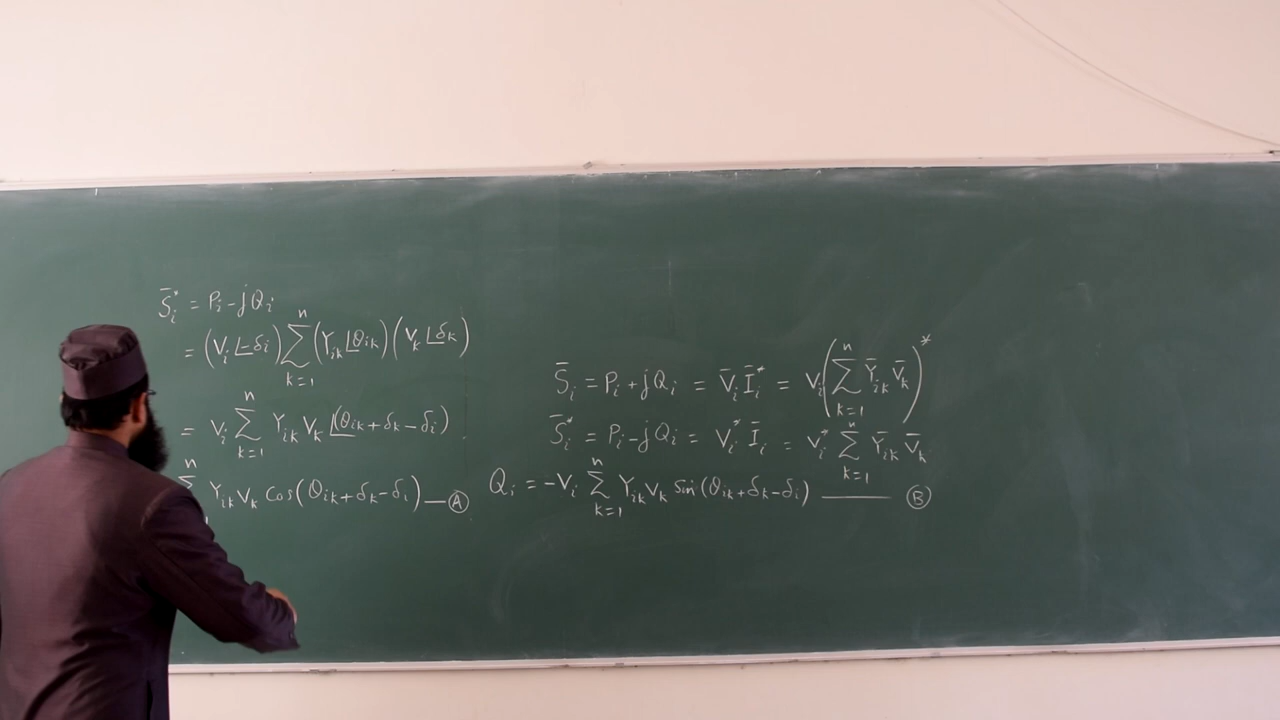 S̄ᵢ* = Pᵢ - jQᵢ
= (Vᵢ ∠-δᵢ) ∑ₖ₌₁ⁿ (Yᵢₖ ∠θᵢₖ)(Vₖ ∠δₖ)
= Vᵢ ∑ₖ₌₁ⁿ Yᵢₖ Vₖ ∠(θᵢₖ + δₖ - δᵢ)
∑ⁿ Yᵢₖ Vₖ Cos(θᵢₖ + δₖ - δᵢ) — Ⓐ
S̄ᵢ = Pᵢ + jQᵢ = V̄ᵢ Īᵢ* = Vᵢ (∑ₖ₌₁ⁿ Ȳᵢₖ V̄ₖ)*
S̄ᵢ* = Pᵢ - jQᵢ = Vᵢ* Īᵢ = Vᵢ* ∑ₖ₌₁ⁿ Ȳᵢₖ V̄ₖ
Qᵢ = -Vᵢ ∑ₖ₌₁ⁿ Yᵢₖ Vₖ Sin(θᵢₖ + δₖ - δᵢ) —— Ⓑ